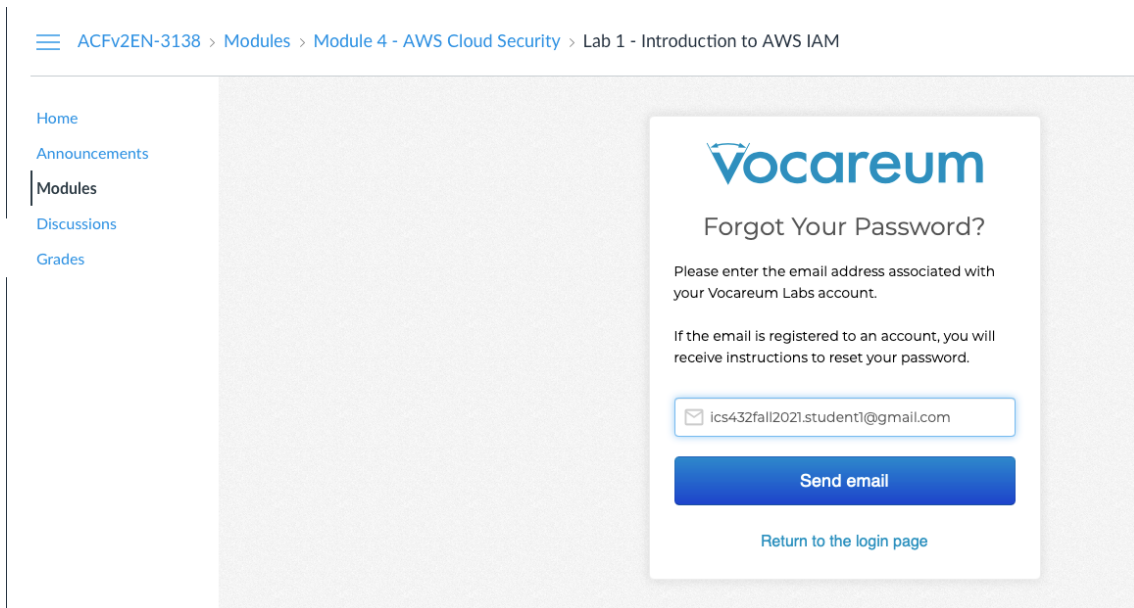 ACFv2EN-3138 > Modules > Module 4 - AWS Cloud Security > Lab 1 - Introduction to AWS IAM
Home
Announcements
Modules
Discussions
Grades
Vocareum
Forgot Your Password?
Please enter the email address associated with
your Vocareum Labs account.
If the email is registered to an account, you will
receive instructions to reset your password.
ics432fall2021.student1@gmail.com
Send email
Return to the login page